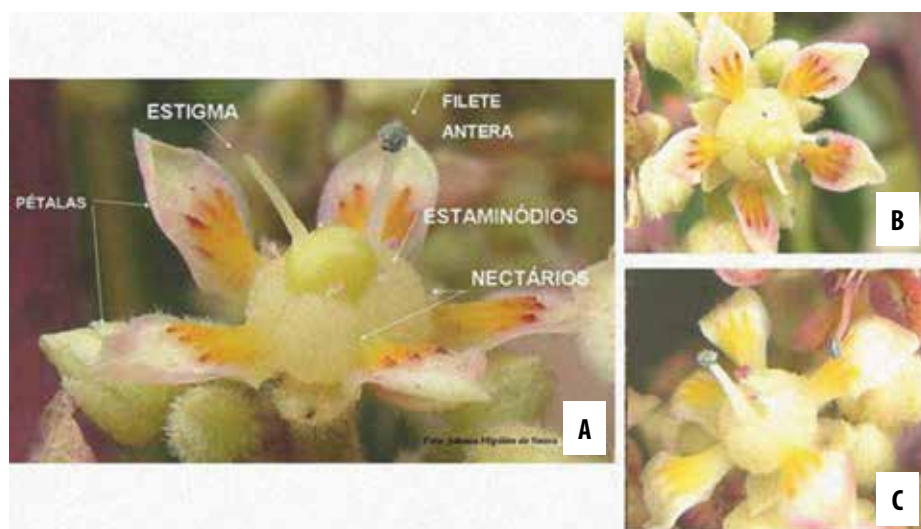 ESTIGMA
FILETE
ANTERA
PÉTALAS
ESTAMINÓDIOS
NECTÁRIOS
A
B
C